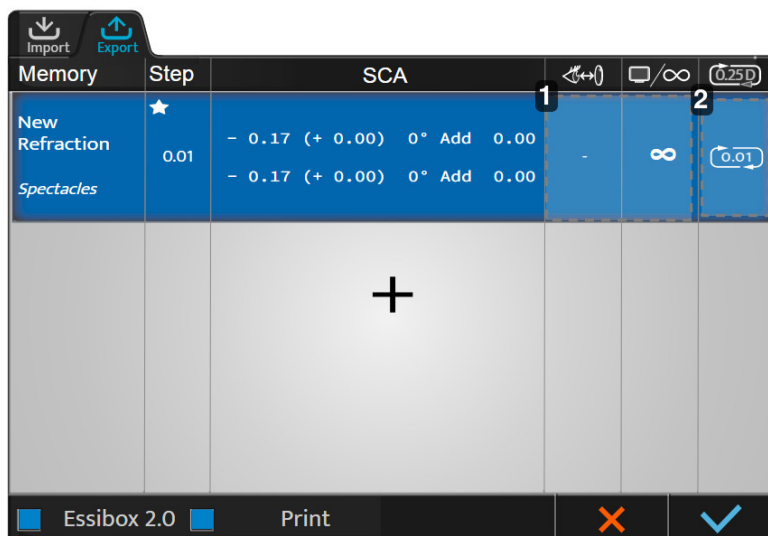 Import Export
Memory Step SCA /∞ 0.25D
1 2
New
Refraction
Spectacles
0.01
- 0.17 (+ 0.00) 0° Add 0.00
- 0.17 (+ 0.00) 0° Add 0.00
- ∞ 0.01
+
Essibox 2.0 Print